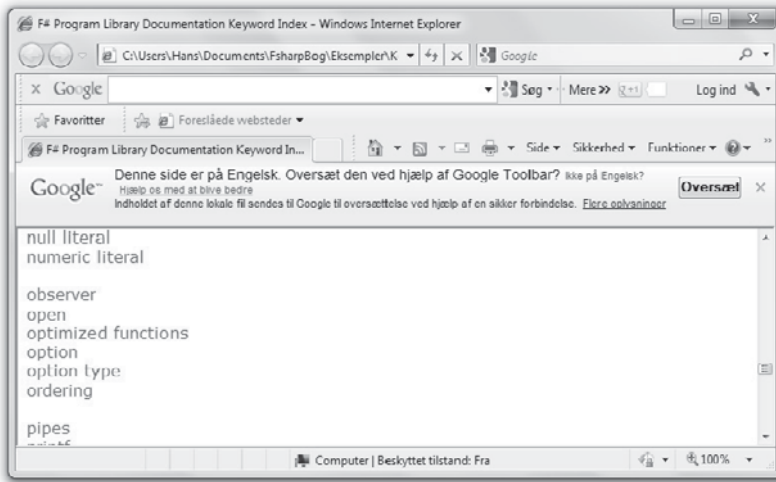 F# Program Library Documentation Keyword Index - Windows Internet Explorer
C:\Users\Hans\Documents\FsharpBog\Eksempler\K
Google
x Google
Søg
Mere >>
Log ind
Favoritter
Foreslåede websteder
F# Program Library Documentation Keyword In...
Side
Sikkerhed
Funktioner
Google™
Denne side er på Engelsk. Oversæt den ved hjælp af Google Toolbar? Ikke på Engelsk?
Hjælp os med at blive bedre
Oversæt
Indholdet af denne lokale fil sendes til Google til oversættelse ved hjælp af en sikker forbindelse. Flere oplysninger
null literal
numeric literal
observer
open
optimized functions
option
option type
ordering
pipes
printf
Computer | Beskyttet tilstand: Fra
100%